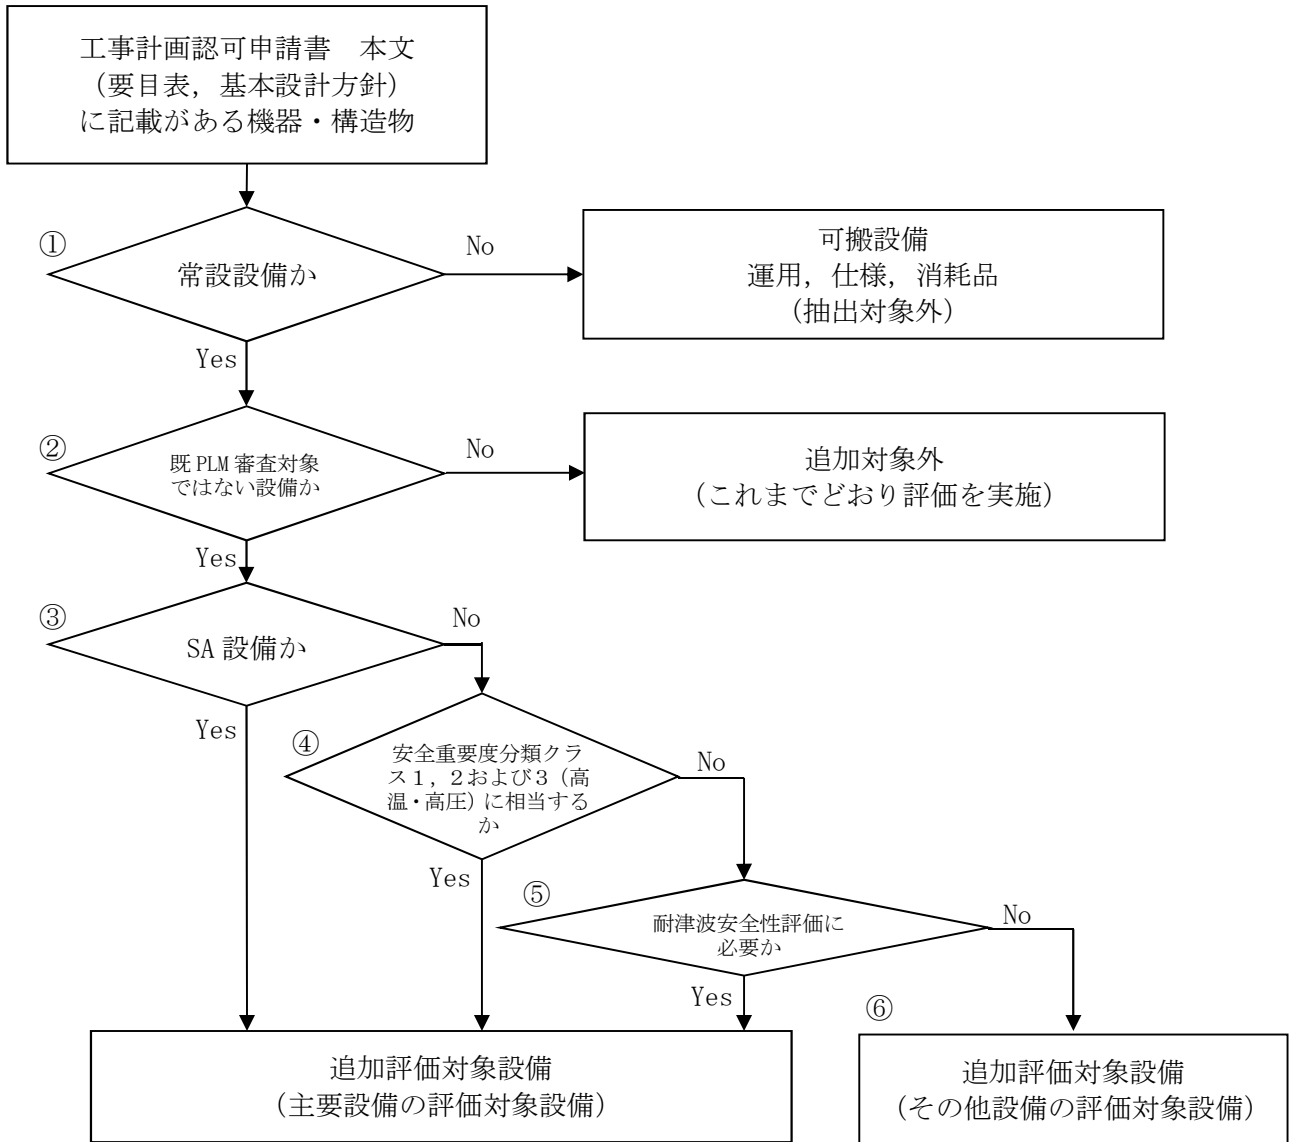 工事計画認可申請書　本文
（要目表，基本設計方針）
に記載がある機器・構造物
①
常設設備か
No
可搬設備
運用，仕様，消耗品
（抽出対象外）
Yes
②
既 PLM 審査対象
ではない設備か
No
追加対象外
（これまでどおり評価を実施）
Yes
③
SA 設備か
No
Yes
④
安全重要度分類クラ
ス１，２および３（高
温・高圧）に相当する
か
No
Yes
⑤
耐津波安全性評価に
必要か
No
Yes
⑥
追加評価対象設備
（主要設備の評価対象設備）
追加評価対象設備
（その他設備の評価対象設備）